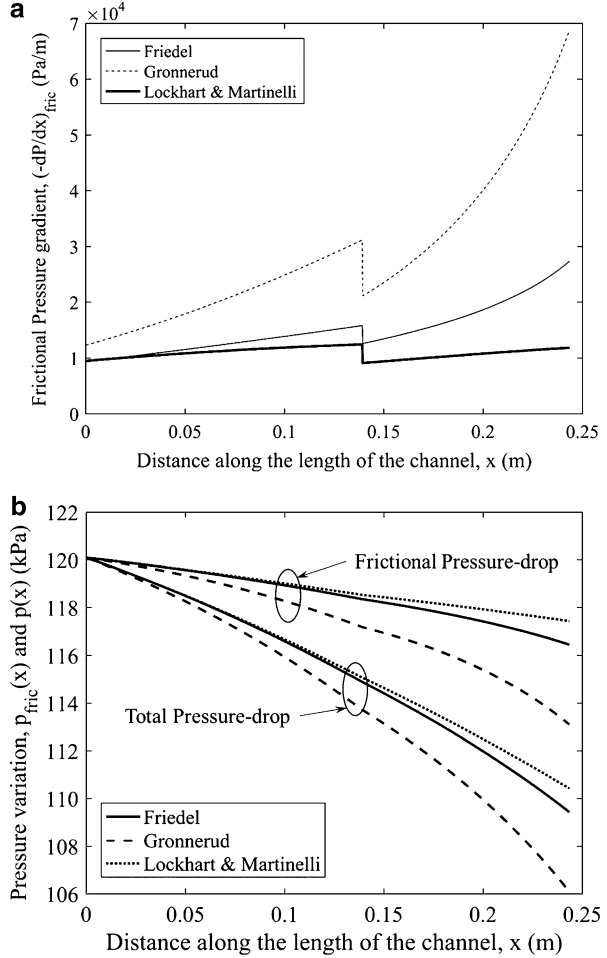 a
×10⁴
7
6
5
4
3
2
1
0
Friedel
Gronnerud
Lockhart & Martinelli
Frictional Pressure gradient, (-dP/dx)fric (Pa/m)
0 0.05 0.1 0.15 0.2 0.25
Distance along the length of the channel, x (m)
b
122
120
118
116
114
112
110
108
106
Frictional Pressure-drop
Total Pressure-drop
Friedel
Gronnerud
Lockhart & Martinelli
Pressure variation, pfric(x) and p(x) (kPa)
0 0.05 0.1 0.15 0.2 0.25
Distance along the length of the channel, x (m)